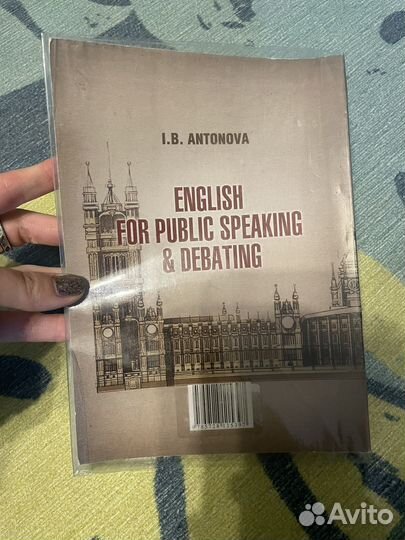 I.B. ANTONOVA
ENGLISH
FOR PUBLIC SPEAKING
& DEBATING
Avito